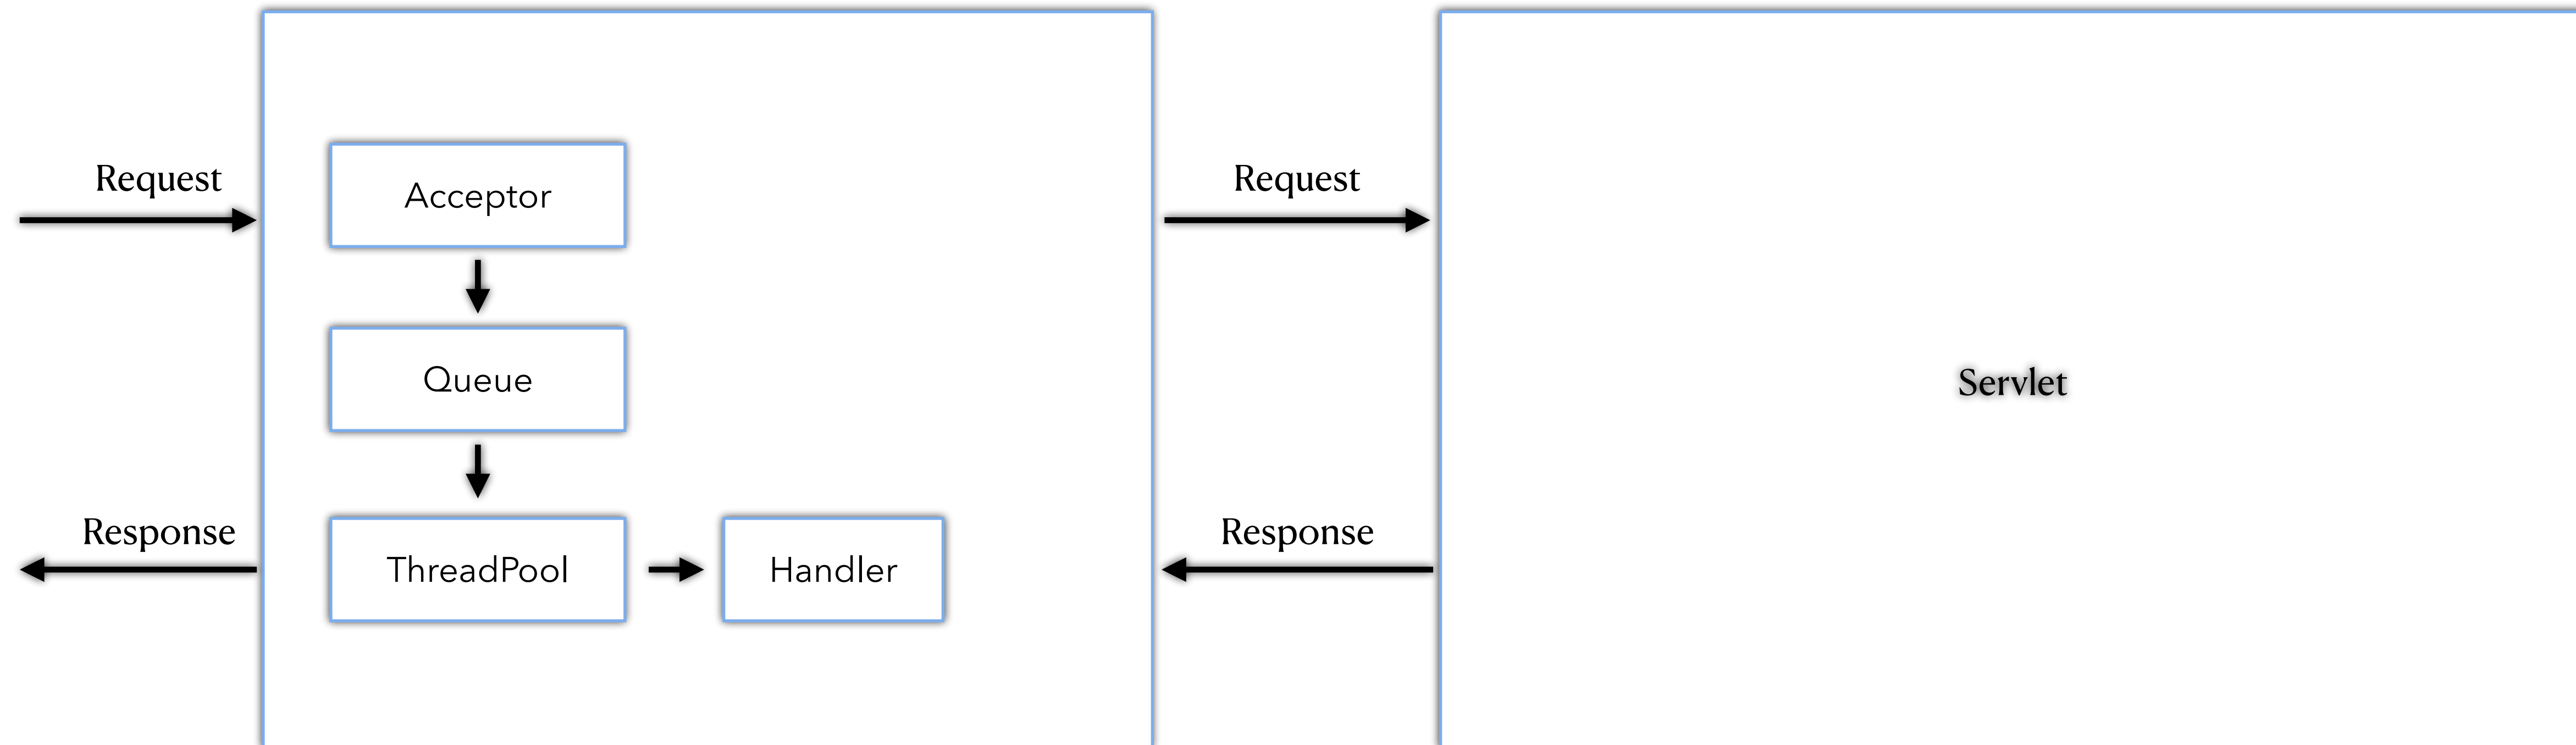 Request
Acceptor
Request
Queue
Servlet
Response
ThreadPool
Handler
Response